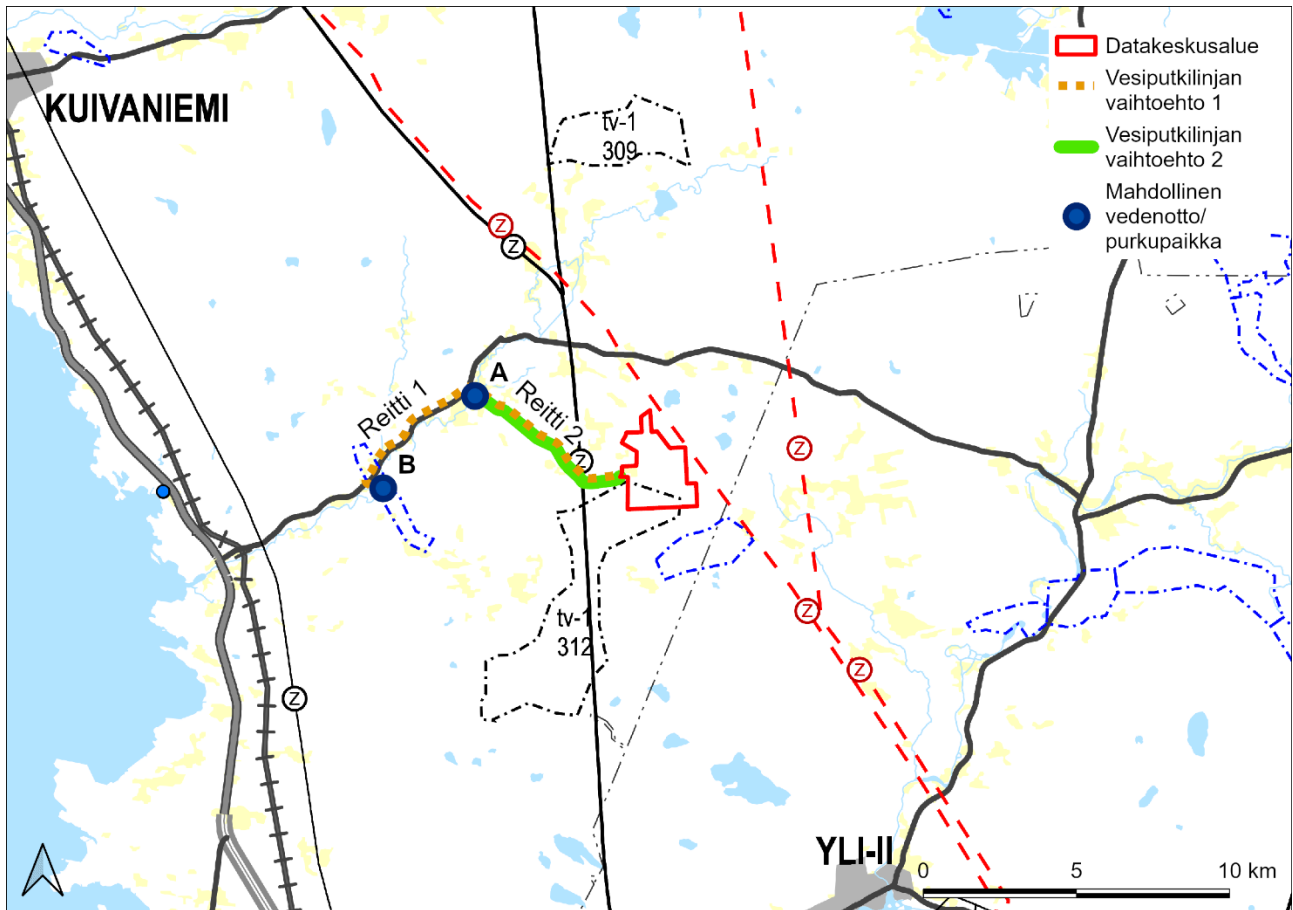 Datakeskusalue
Vesiputkilinjan
vaihtoehto 1
Vesiputkilinjan
vaihtoehto 2
Mahdollinen
vedenotto/
purkupaikka
KUIVANIEMI
tv-1
309
Z
Z
A
Reitti 1
Reitti 2
Z
Z
B
Z
tv-1
312
Z
Z
YLI-II
0 5 10 km